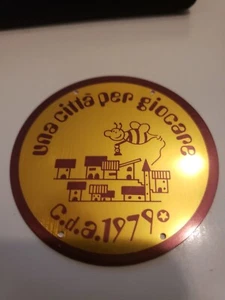 una città per giocare
c.d.a. 1979